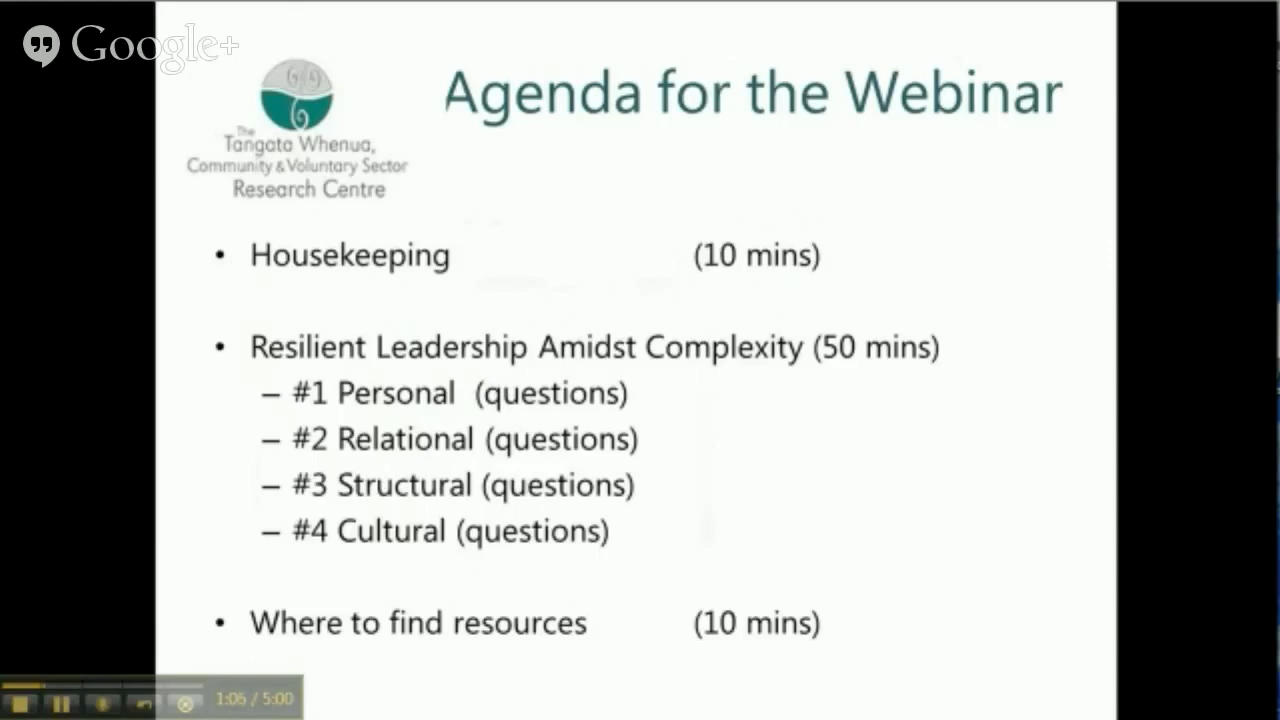 Google+
Agenda for the Webinar
The
Tangata Whenua,
Community & Voluntary Sector
Research Centre
• Housekeeping (10 mins)
• Resilient Leadership Amidst Complexity (50 mins)
– #1 Personal (questions)
– #2 Relational (questions)
– #3 Structural (questions)
– #4 Cultural (questions)
• Where to find resources (10 mins)
1:05 / 5:00